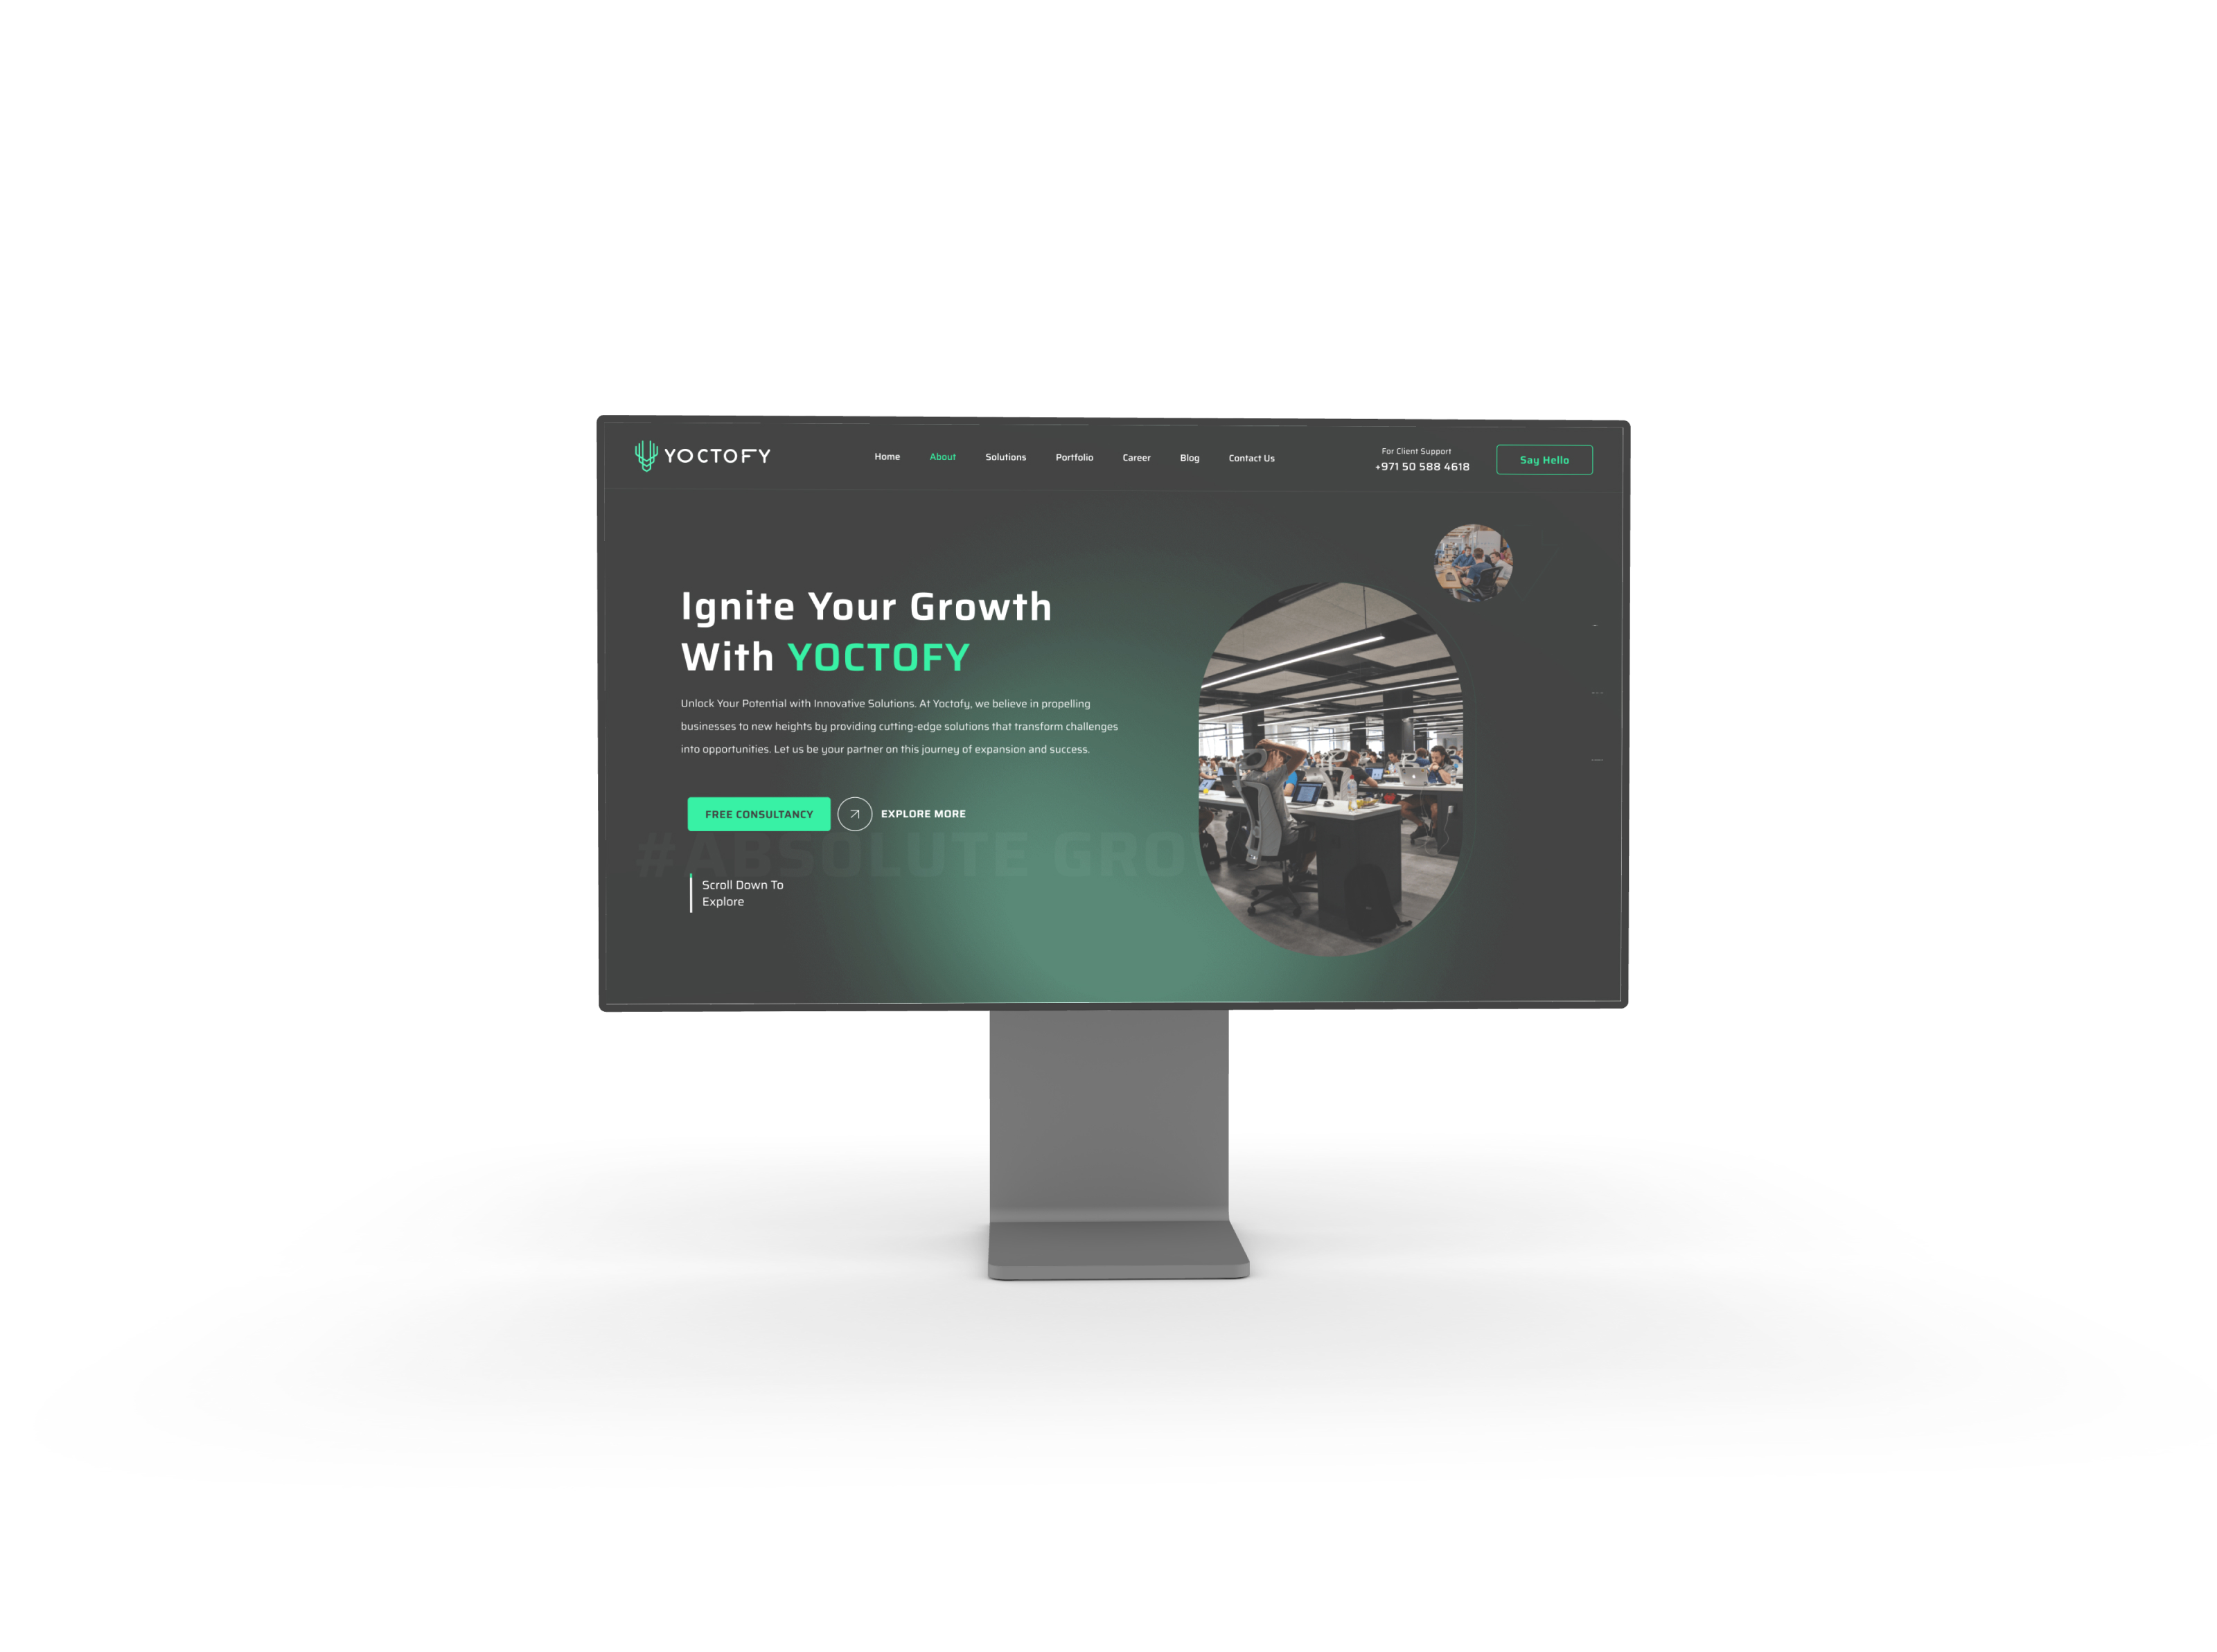 YOCTOFY
Home About Solutions Portfolio Career Blog Contact Us
For Client Support
+971 50 588 4618
Say Hello
Ignite Your Growth
With YOCTOFY
Unlock Your Potential with Innovative Solutions. At Yoctofy, we believe in propelling
businesses to new heights by providing cutting-edge solutions that transform challenges
into opportunities. Let us be your partner on this journey of expansion and success.
FREE CONSULTANCY
EXPLORE MORE
#ABSOLUTE GRO
Scroll Down To
Explore